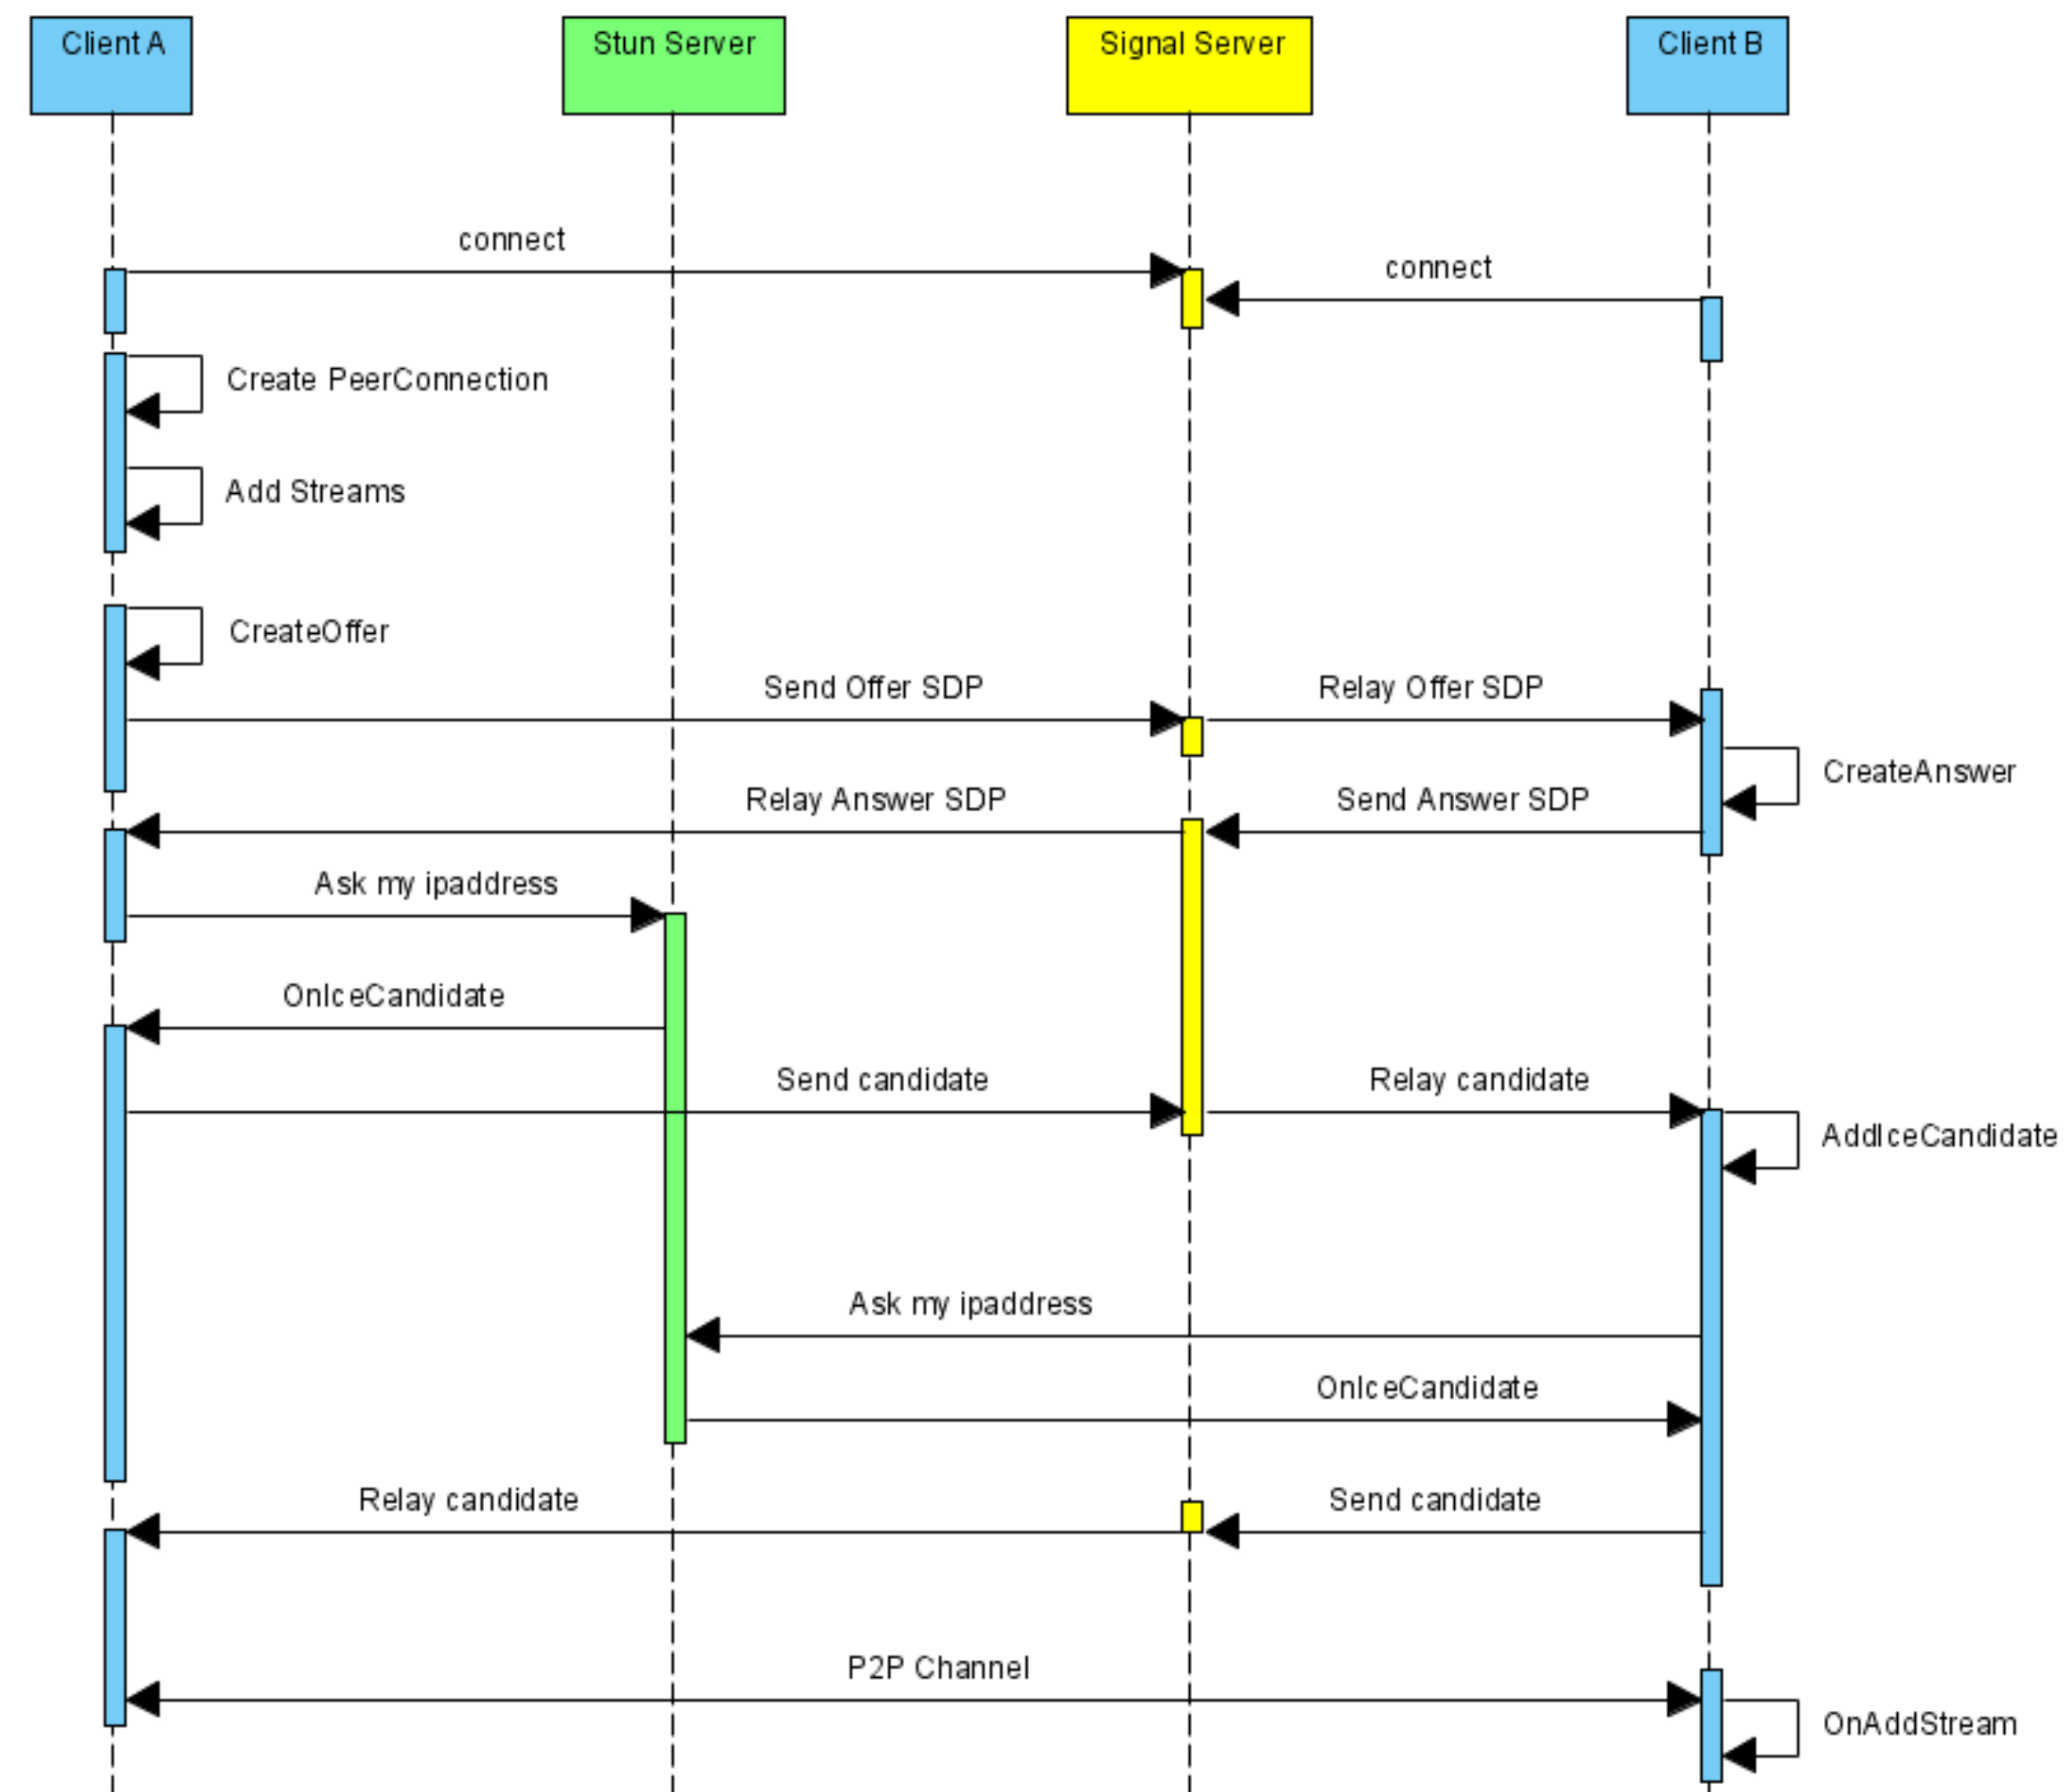 Client A
Stun Server
Signal Server
Client B
connect
connect
Create PeerConnection
Add Streams
CreateOffer
Send Offer SDP
Relay Offer SDP
CreateAnswer
Relay Answer SDP
Send Answer SDP
Ask my ipaddress
OnIceCandidate
Send candidate
Relay candidate
AddIceCandidate
Ask my ipaddress
OnIceCandidate
Relay candidate
Send candidate
P2P Channel
OnAddStream